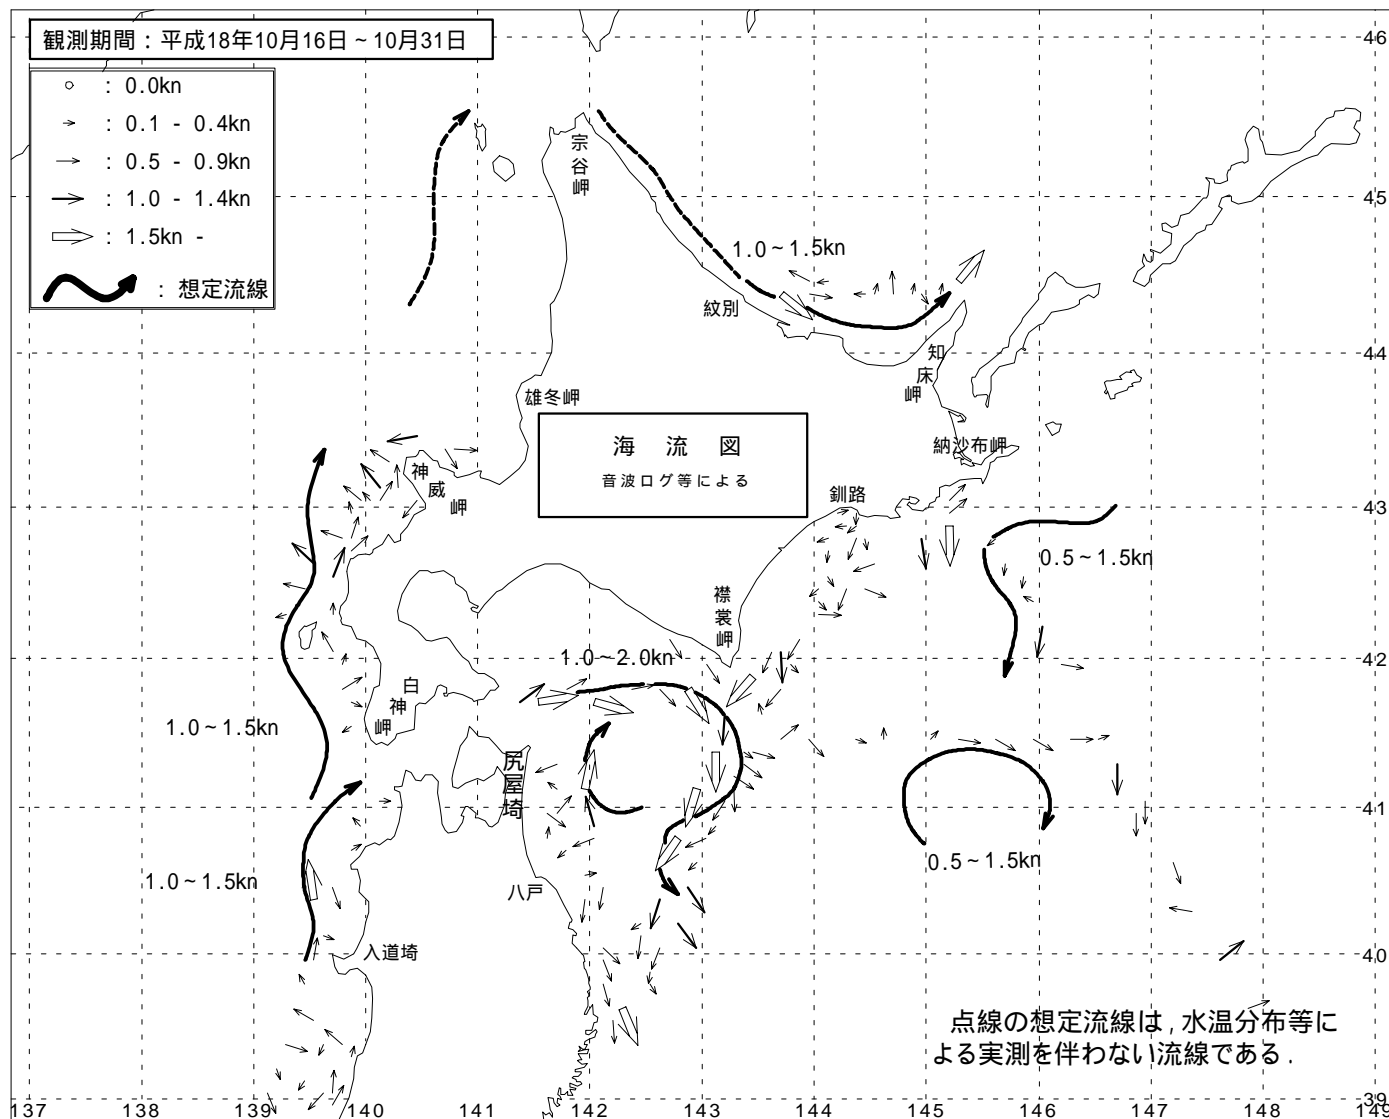 観測期間：平成18年10月16日～10月31日
：0.0kn
：0.1 - 0.4kn
：0.5 - 0.9kn
：1.0 - 1.4kn
：1.5kn -
：想定流線
46
宗谷岬
45
1.0～1.5kn
紋別
44
知床岬
雄冬岬
海流図
音波ログ等による
納沙布岬
神威岬
釧路
43
0.5～1.5kn
襟裳岬
42
1.0～2.0kn
白神岬
1.0～1.5kn
尻屋埼
41
0.5～1.5kn
1.0～1.5kn
八戸
入道埼
40
点線の想定流線は,水温分布等に
よる実測を伴わない流線である.
39
137 138 139 140 141 142 143 144 145 146 147 148 149